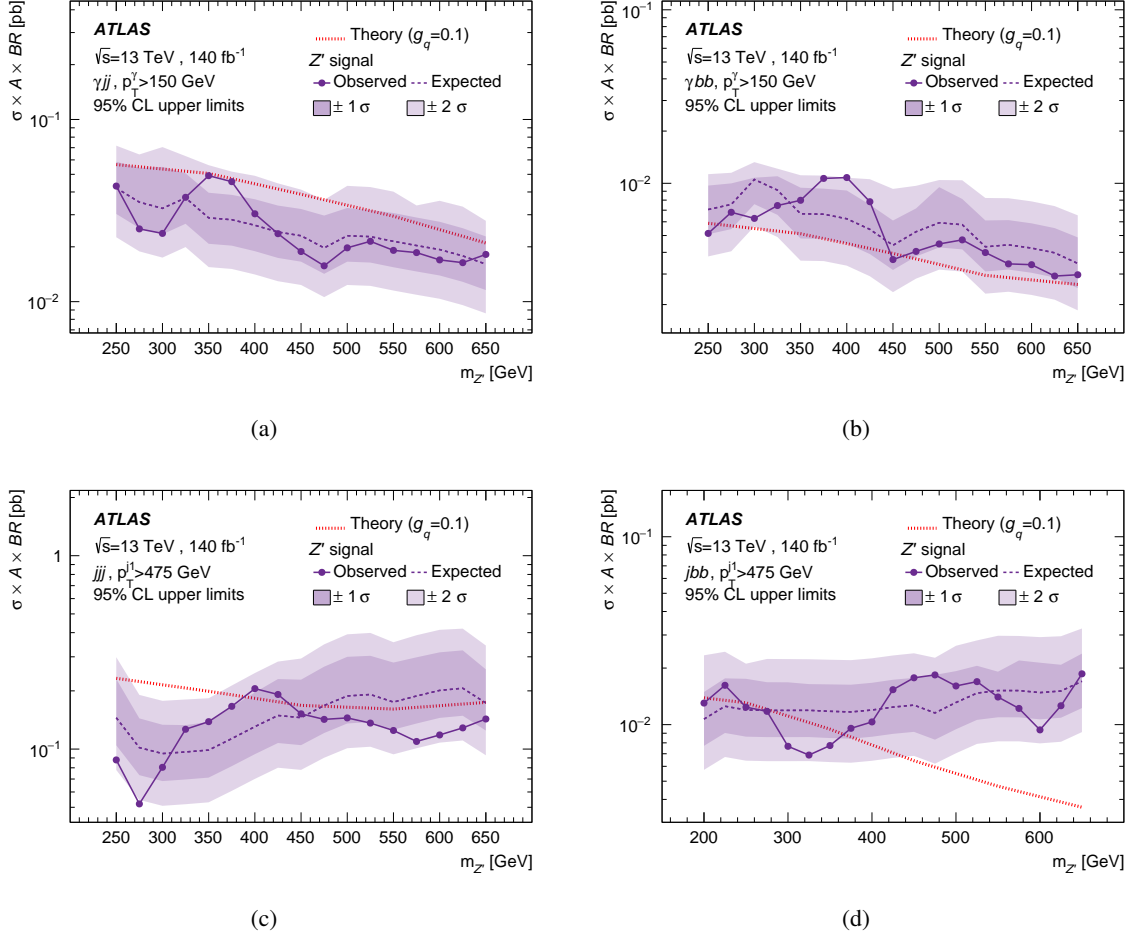 σ × A × BR [pb]
10⁻¹
10⁻²
ATLAS
√s=13 TeV , 140 fb⁻¹
γjj, p_T^γ>150 GeV
95% CL upper limits
Theory (g_q=0.1)
Z' signal
Observed
Expected
± 1 σ
± 2 σ
250 300 350 400 450 500 550 600 650
m_Z' [GeV]
(a)
σ × A × BR [pb]
10⁻¹
10⁻²
ATLAS
√s=13 TeV , 140 fb⁻¹
γbb, p_T^γ>150 GeV
95% CL upper limits
Theory (g_q=0.1)
Z' signal
Observed
Expected
± 1 σ
± 2 σ
250 300 350 400 450 500 550 600 650
m_Z' [GeV]
(b)
σ × A × BR [pb]
1
10⁻¹
ATLAS
√s=13 TeV , 140 fb⁻¹
jjj, p_T^j1>475 GeV
95% CL upper limits
Theory (g_q=0.1)
Z' signal
Observed
Expected
± 1 σ
± 2 σ
250 300 350 400 450 500 550 600 650
m_Z' [GeV]
(c)
σ × A × BR [pb]
10⁻¹
10⁻²
ATLAS
√s=13 TeV , 140 fb⁻¹
jbb, p_T^j1>475 GeV
95% CL upper limits
Theory (g_q=0.1)
Z' signal
Observed
Expected
± 1 σ
± 2 σ
200 300 400 500 600
m_Z' [GeV]
(d)